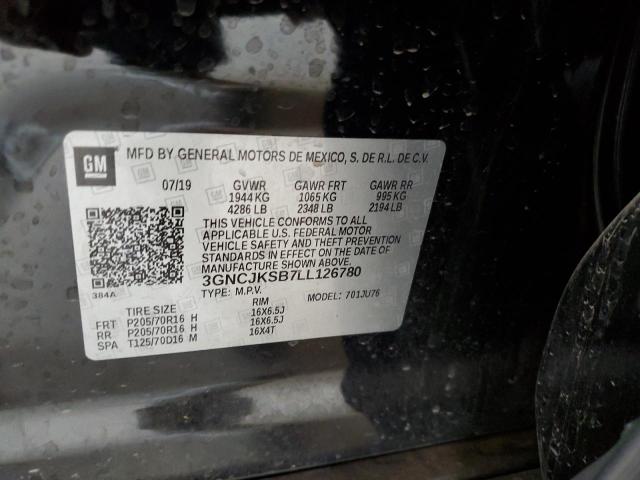 GM
MFD BY GENERAL MOTORS DE MEXICO, S. DE R.L. DE C.V.
07/19 GVWR GAWR FRT GAWR RR
1944 KG 1065 KG 995 KG
4286 LB 2348 LB 2194 LB
THIS VEHICLE CONFORMS TO ALL
APPLICABLE U.S. FEDERAL MOTOR
VEHICLE SAFETY AND THEFT PREVENTION
STANDARDS IN EFFECT ON THE DATE OF
MANUFACTURE SHOWN ABOVE.
3GNCJKSB7LL126780
384A
TYPE: M.P.V. MODEL: 701JU76
TIRE SIZE RIM
FRT P205/70R16 H 16X6.5J
RR P205/70R16 H 16X6.5J
SPA T125/70D16 M 16X4T